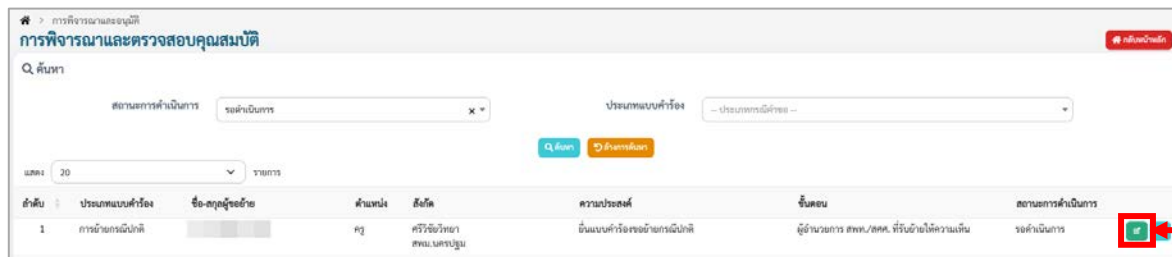 การพิจารณาและอนุมัติ
การพิจารณาและตรวจสอบคุณสมบัติ
กลับหน้าหลัก
ค้นหา
สถานะการดำเนินการ รอดำเนินการ × ประเภทแบบคำร้อง -- ประเภทกรณีคำขอ --
ค้นหา ล้างการค้นหา
แสดง 20 รายการ
ลำดับ ประเภทแบบคำร้อง ชื่อ-สกุลผู้ขอย้าย ตำแหน่ง สังกัด ความประสงค์ ขั้นตอน สถานะการดำเนินการ
1 การย้ายกรณีปกติ ครู ศรีวิชัยวิทยา ยื่นแบบคำร้องขอย้ายกรณีปกติ ผู้อำนวยการ สพท./สศศ. ที่รับย้ายให้ความเห็น รอดำเนินการ
สพม.นครปฐม